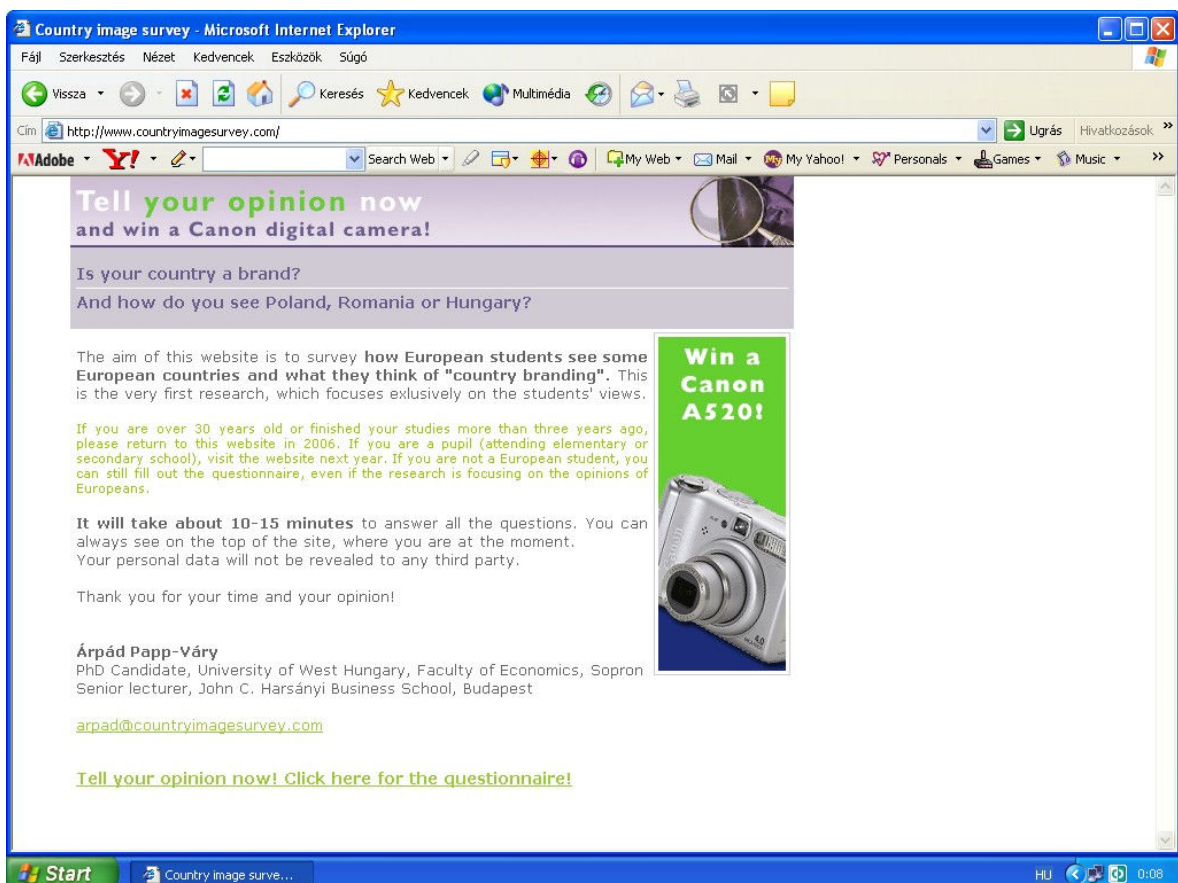 Country image survey - Microsoft Internet Explorer
Fájl Szerkesztés Nézet Kedvencek Eszközök Súgó
Vissza Keresés Kedvencek Multimédia
Cím http://www.countryimagesurvey.com/ Ugrás Hivatkozások »
Adobe Y! Search Web My Web Mail My Yahoo! Personals Games Music »
Tell your opinion now
and win a Canon digital camera!
Is your country a brand?
And how do you see Poland, Romania or Hungary?
The aim of this website is to survey how European students see some
European countries and what they think of "country branding". This
is the very first research, which focuses exlusively on the students' views.
If you are over 30 years old or finished your studies more than three years ago,
please return to this website in 2006. If you are a pupil (attending elementary or
secondary school), visit the website next year. If you are not a European student, you
can still fill out the questionnaire, even if the research is focusing on the opinions of
Europeans.
It will take about 10-15 minutes to answer all the questions. You can
always see on the top of the site, where you are at the moment.
Your personal data will not be revealed to any third party.
Thank you for your time and your opinion!
Árpád Papp-Váry
PhD Candidate, University of West Hungary, Faculty of Economics, Sopron
Senior lecturer, John C. Harsányi Business School, Budapest
arpad@countryimagesurvey.com
Tell your opinion now! Click here for the questionnaire!
Win a
Canon
A520!
Canon
4.0
Start Country image surve... HU 0:08